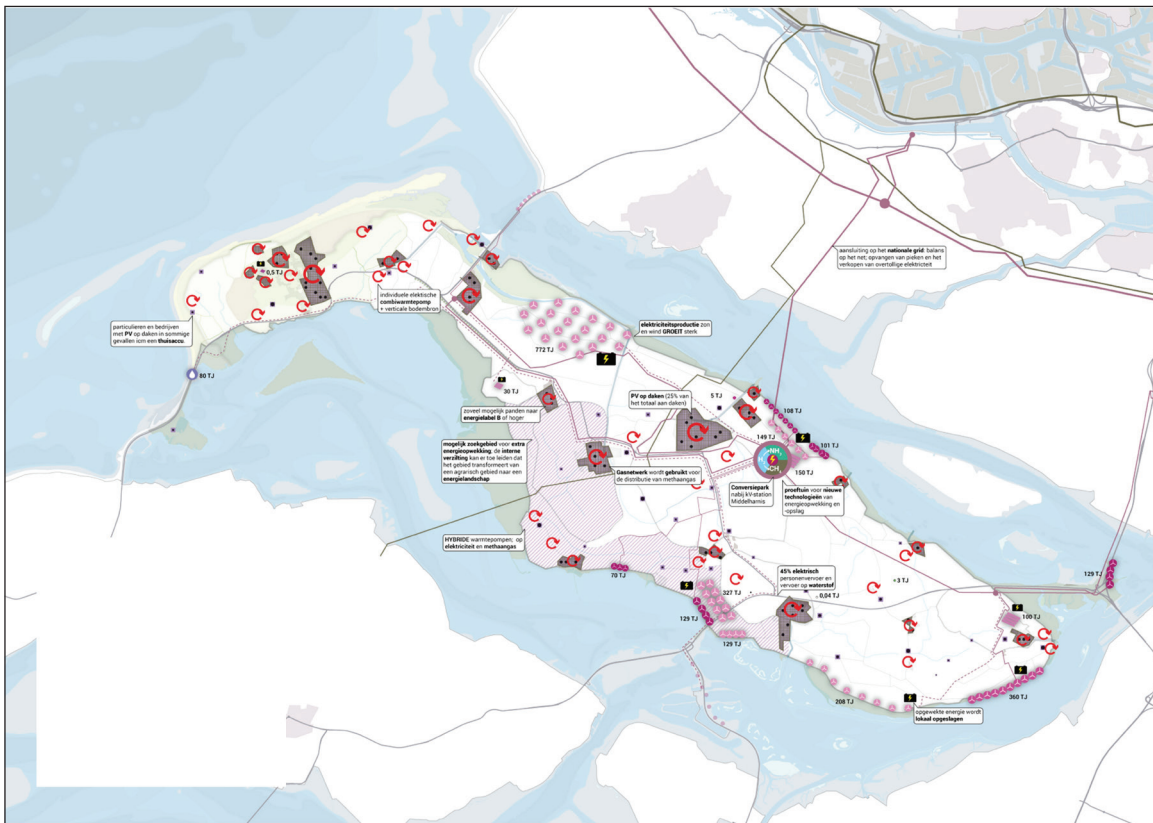 aansluiting op het nationale grid: balans
op het net; opvangen van pieken en het
verkopen van overtollige elektriciteit
0,5 TJ
individuele elektische
combiwarmtepomp
+ verticale bodembron
particulieren en bedrijven
met PV op daken in sommige
gevallen icm een thuisaccu.
80 TJ
elektriciteitsproductie zon
en wind GROEIT sterk
772 TJ
30 TJ
zoveel mogelijk panden naar
energielabel B of hoger
PV op daken (25% van
het totaal aan daken)
5 TJ
108 TJ
149 TJ
101 TJ
150 TJ
NH
CH
mogelijk zoekgebied voor extra
energieopwekking; de interne
verzilting kan er toe leiden dat
het gebied transformeert van
een agrarisch gebied naar een
energielandschap
Gasnetwerk wordt gebruikt voor
de distributie van methaangas
Conversiepark
nabij kV-station
Middelharnis
proeftuin voor nieuwe
technologieën van
energieopwekking en
-opslag
HYBRIDE warmtepompen; op
elektriciteit en methaangas
70 TJ
45% elektrisch
personenvervoer en
vervoer op waterstof
3 TJ
0,04 TJ
129 TJ
327 TJ
129 TJ
129 TJ
100 TJ
208 TJ
360 TJ
opgewekte energie wordt
lokaal opgeslagen